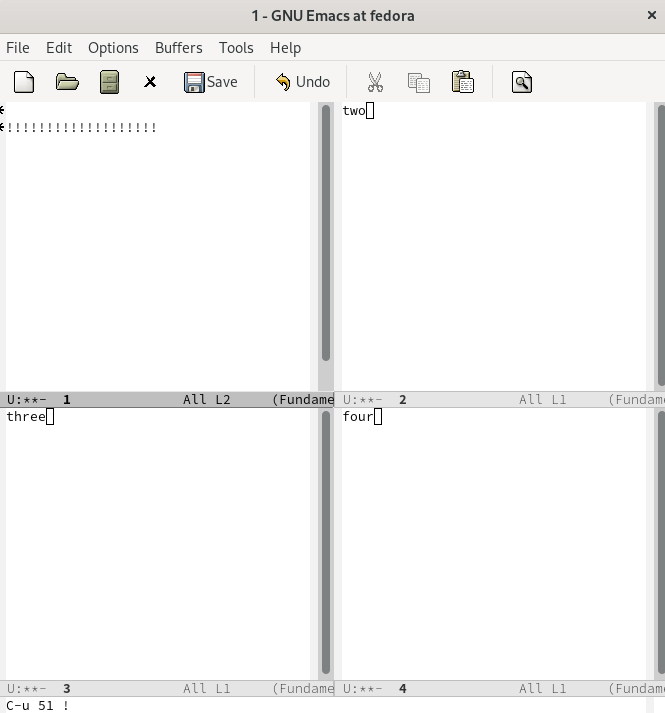 1 - GNU Emacs at fedora
File Edit Options Buffers Tools Help
Save Undo
!!!!!!!!!!!!!!!!!!!
two
U:**- 1 All L2 (Fundame
U:**- 2 All L1 (Fundame
three
four
U:**- 3 All L1 (Fundame
U:**- 4 All L1 (Fundame
C-u 51 !